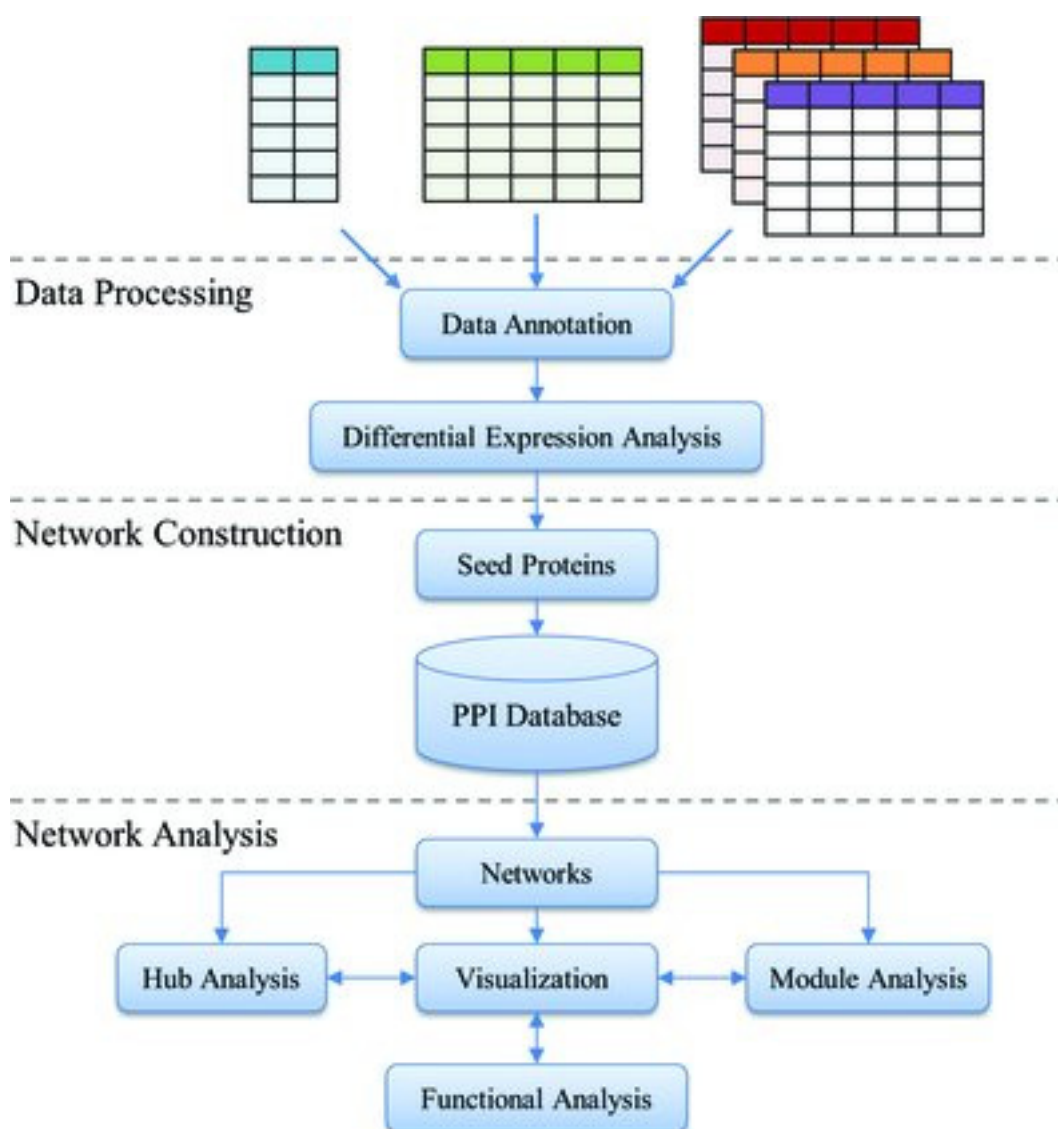 Data Processing
Data Annotation
Differential Expression Analysis
Network Construction
Seed Proteins
PPI Database
Network Analysis
Networks
Hub Analysis
Visualization
Module Analysis
Functional Analysis